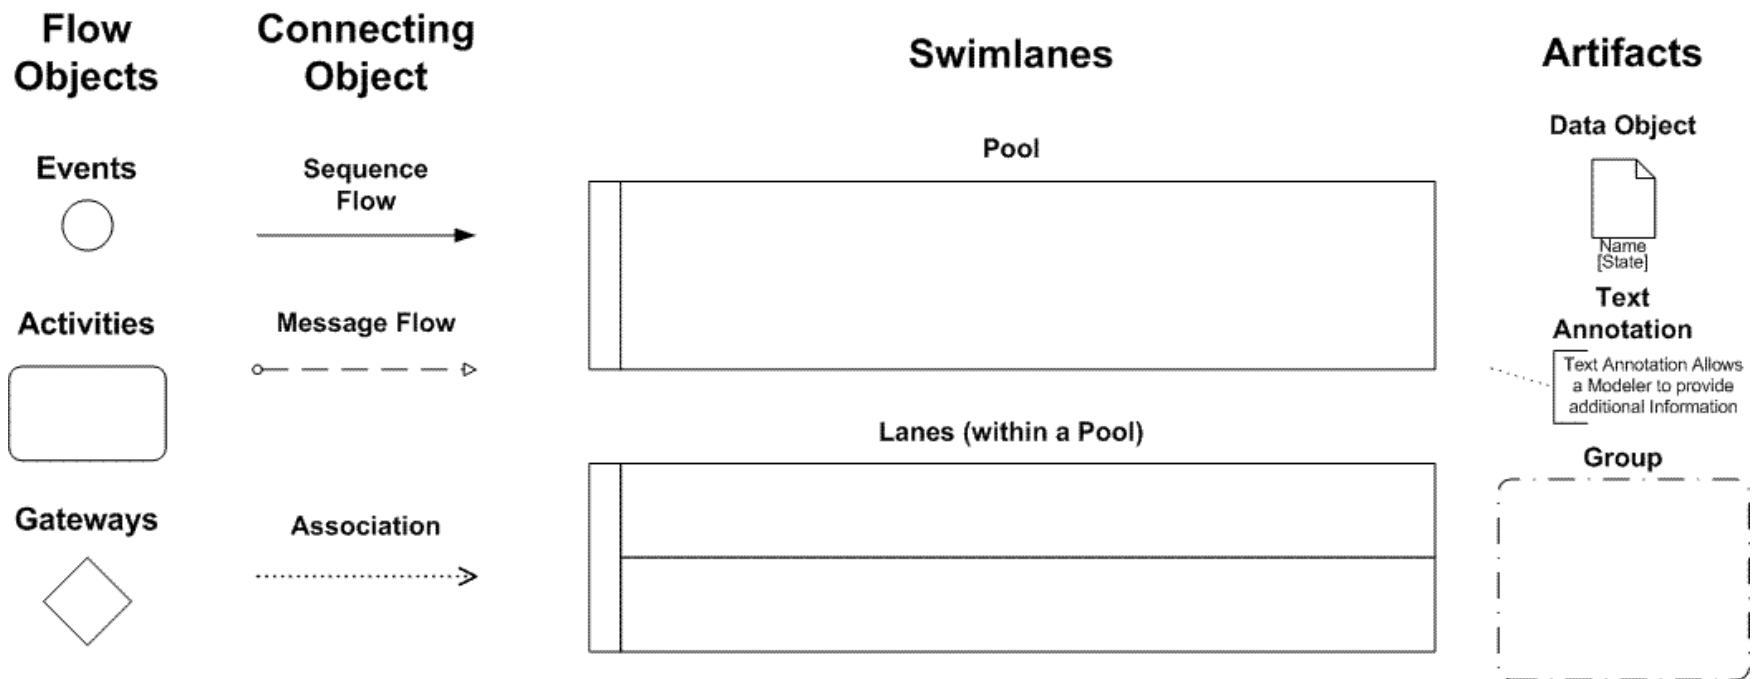 Flow
Objects
Connecting
Object
Swimlanes
Artifacts
Events
Sequence
Flow
Pool
Data Object
Name
[State]
Activities
Message Flow
Text
Annotation
Text Annotation Allows
a Modeler to provide
additional Information
Lanes (within a Pool)
Group
Gateways
Association